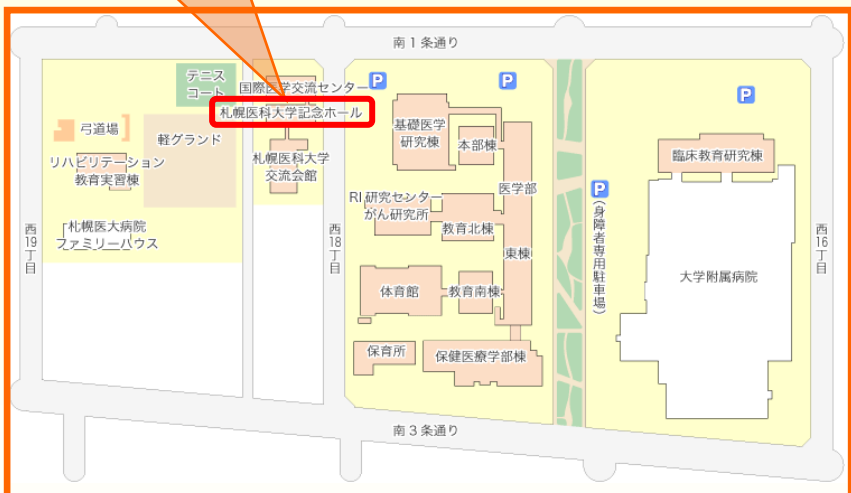 南1条通り
テニス
コート
国際医学交流センター
P
P
P
札幌医科大学記念ホール
弓道場
軽グランド
リハビリテーション
教育実習棟
札幌医科大学
交流会館
基礎医学
研究棟
本部棟
臨床教育研究棟
医学部
東棟
P
(身障者専用駐車場)
RI研究センター
がん研究所
教育北棟
札幌医大病院
ファミリーハウス
西19丁目
西18丁目
西16丁目
大学附属病院
体育館
教育南棟
保育所
保健医療学部棟
南3条通り